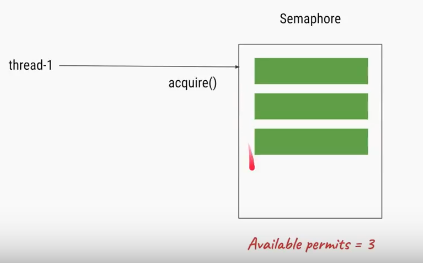 Semaphore
thread-1
acquire()
Available permits = 3